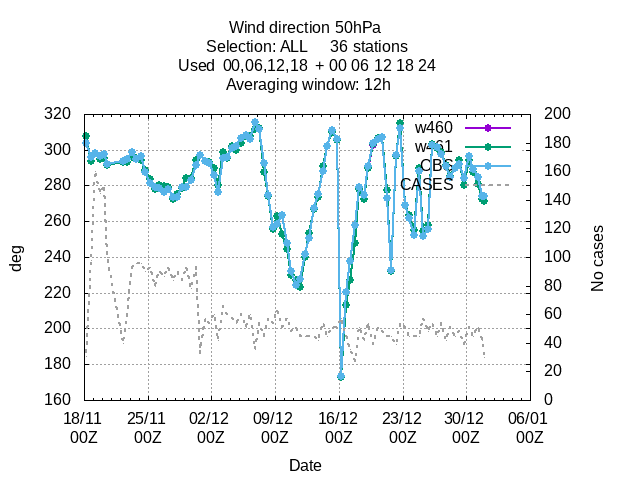 Wind direction 50hPa
Selection: ALL 36 stations
Used 00,06,12,18 + 00 06 12 18 24
Averaging window: 12h
320 200
w460
300 w461 180
CBG 160
280 CASES 140
260 120
240 100
220 80
200 60
180 40
20
160 0
deg
No cases
18/11 25/11 02/12 09/12 16/12 23/12 30/12 06/01
00Z 00Z 00Z 00Z 00Z 00Z 00Z 00Z
Date